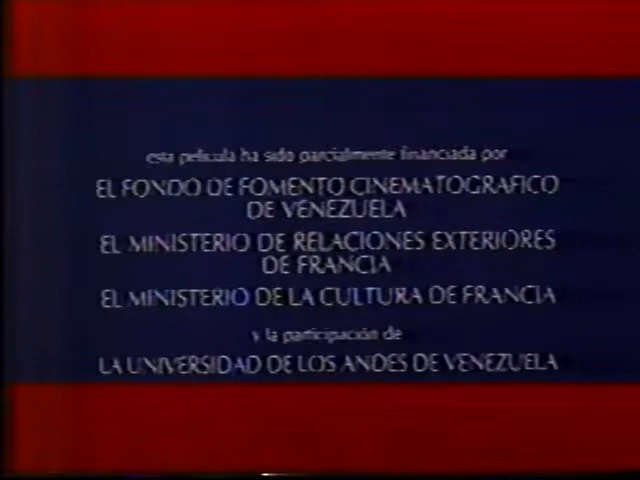 esta pelicula ha sido parcialmente financiada por
EL FONDO DE FOMENTO CINEMATOGRAFICO
DE VENEZUELA
EL MINISTERIO DE RELACIONES EXTERIORES
DE FRANCIA
EL MINISTERIO DE LA CULTURA DE FRANCIA
y la participación de
LA UNIVERSIDAD DE LOS ANDES DE VENEZUELA